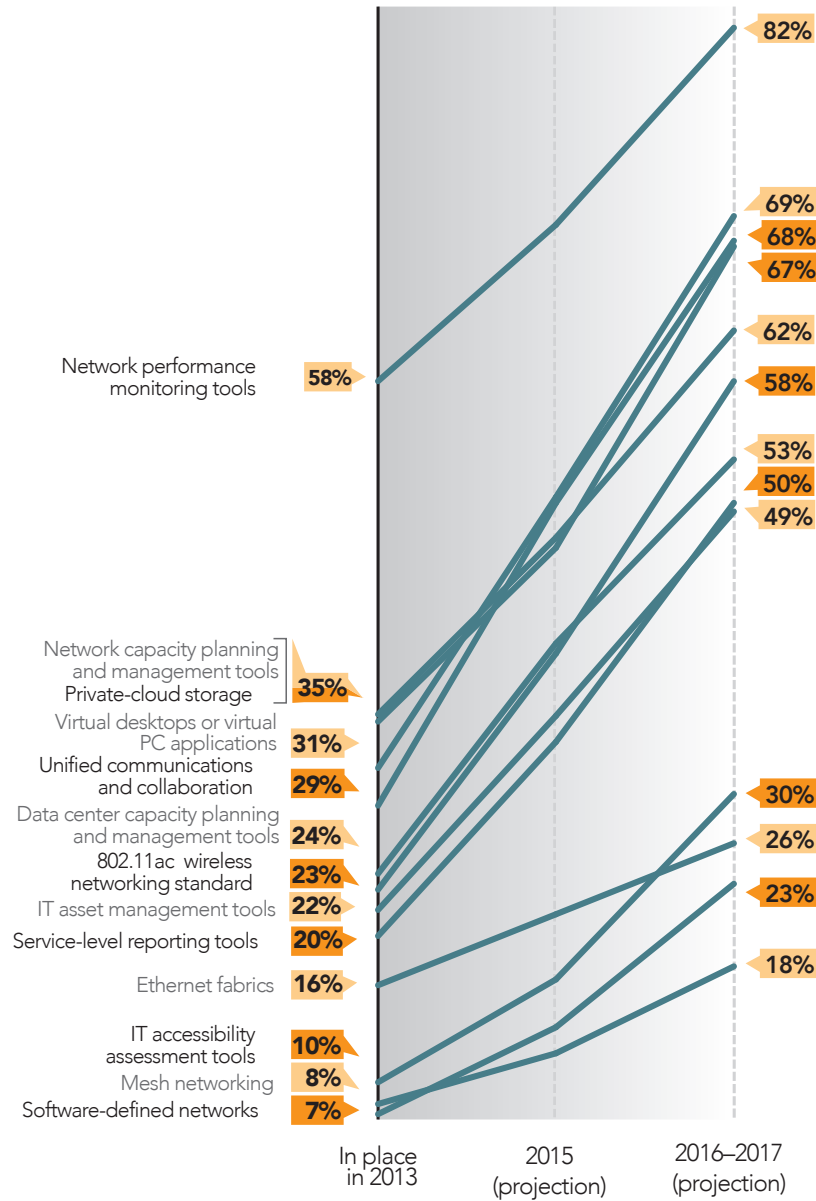 82%
69%
68%
67%
62%
Network performance
monitoring tools
58%
58%
53%
50%
49%
Network capacity planning
and management tools
Private-cloud storage
35%
Virtual desktops or virtual
PC applications
31%
Unified communications
and collaboration
29%
30%
Data center capacity planning
and management tools
24%
26%
802.11ac wireless
networking standard
23%
23%
IT asset management tools
22%
Service-level reporting tools
20%
18%
Ethernet fabrics
16%
IT accessibility
assessment tools
10%
Mesh networking
8%
Software-defined networks
7%
In place
in 2013
2015
(projection)
2016–2017
(projection)